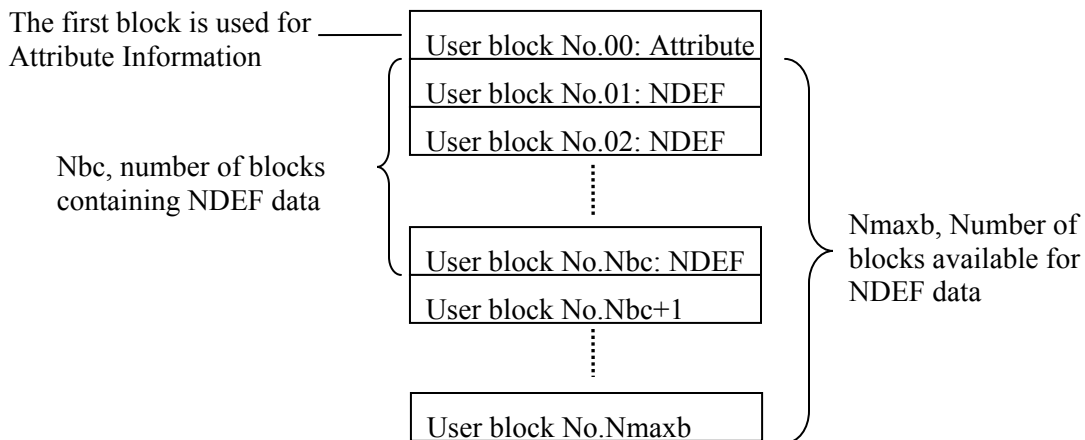 The first block is used for
Attribute Information
User block No.00: Attribute
User block No.01: NDEF
User block No.02: NDEF
Nbc, number of blocks
containing NDEF data
User block No.Nbc: NDEF
User block No.Nbc+1
Nmaxb, Number of
blocks available for
NDEF data
User block No.Nmaxb